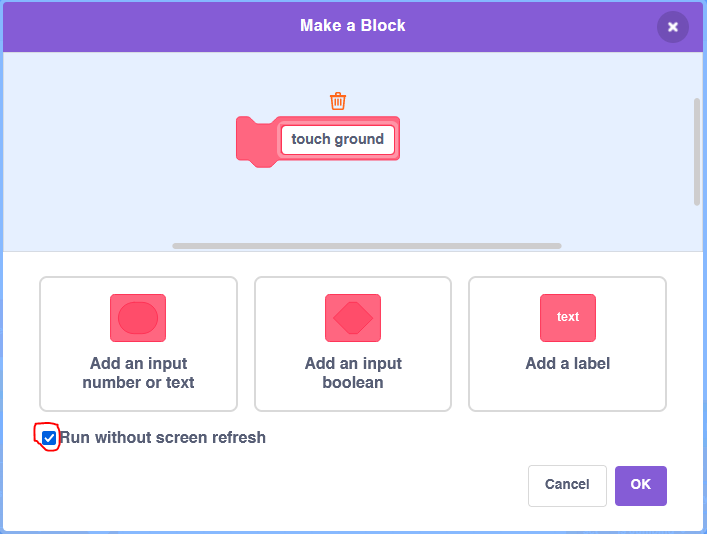 Make a Block
touch ground
text
Add an input
number or text
Add an input
boolean
Add a label
Run without screen refresh
Cancel
OK